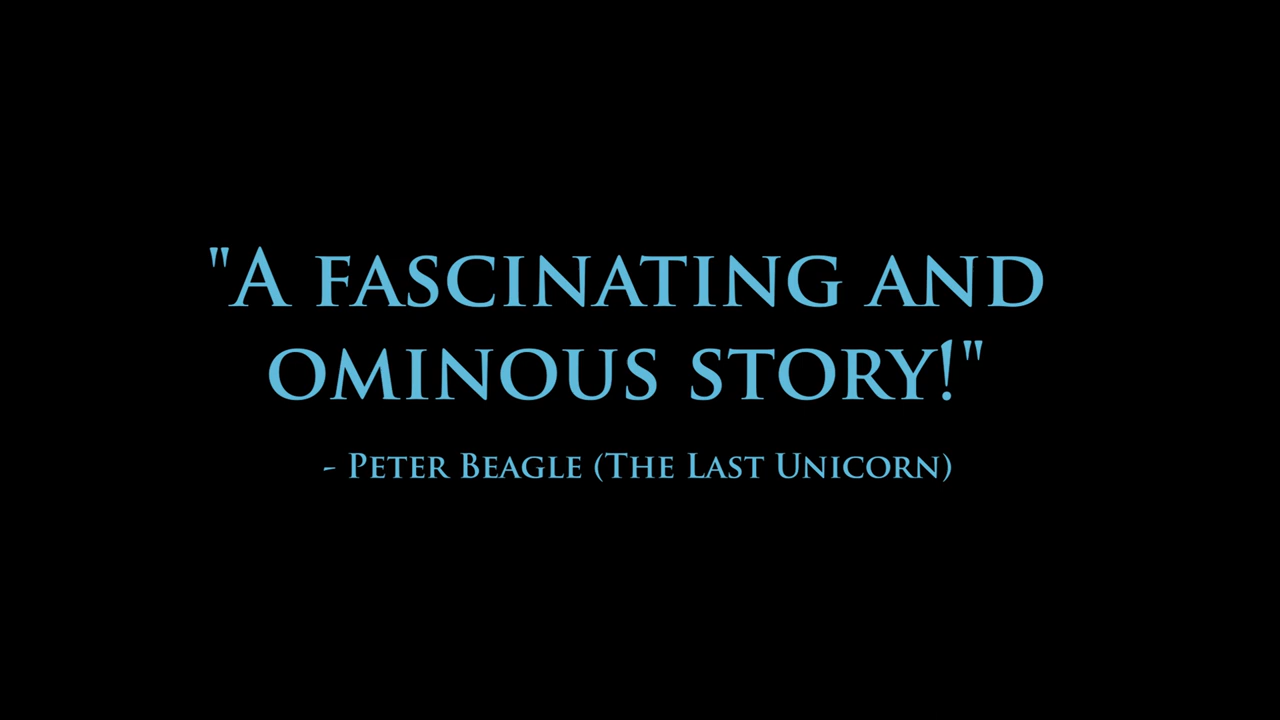 "A fascinating and
ominous story!"
- Peter Beagle (The Last Unicorn)